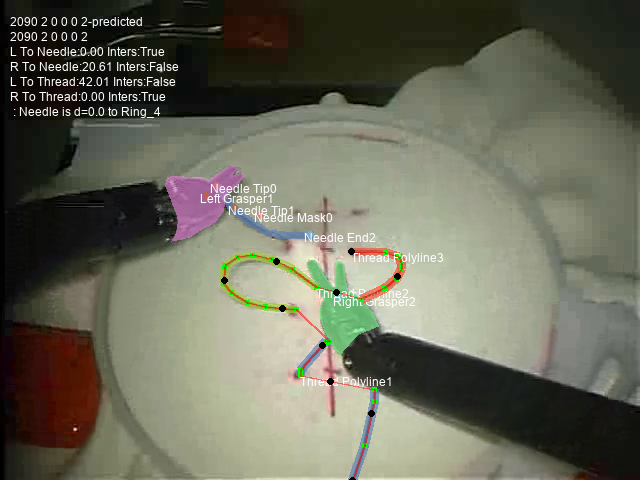 2090 2 0 0 0 2-predicted
2090 2 0 0 0 2
L To Needle:0.00 Inters:True
R To Needle:20.61 Inters:False
L To Thread:42.01 Inters:False
R To Thread:0.00 Inters:True
: Needle is d=0.0 to Ring_4
Needle Tip0
Left Grasper1
Needle Tip1
Needle Mask0
Needle End2
Thread Polyline3
Thread Polyline2
Right Grasper2
Thread Polyline1